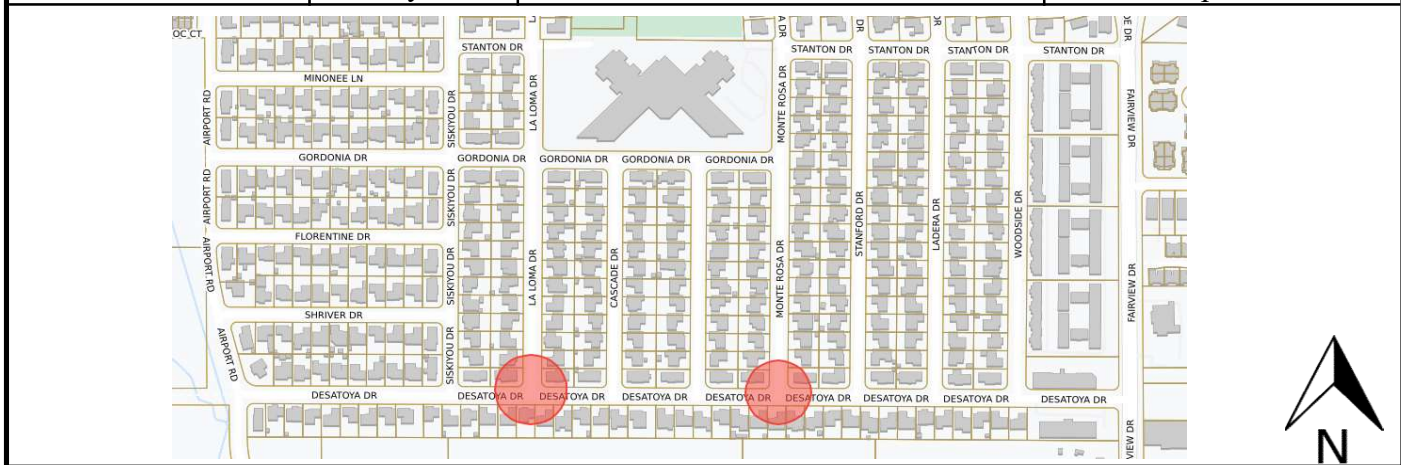 OC CT
STANTON DR
STANTON DR
STANTON DR
STANTON DR
STANTON DR
MINONEE LN
AIRPORT RD
SISKIYOU DR
LA LOMA DR
MONTE ROSA DR
FAIRVIEW DR
GORDONIA DR
GORDONIA DR
GORDONIA DR
GORDONIA DR
GORDONIA DR
AIRPORT RD
SISKIYOU DR
STANFORD DR
LADERA DR
WOODSIDE DR
FLORENTINE DR
AIRPORT RD
SISKIYOU DR
LA LOMA DR
CASCADE DR
MONTE ROSA DR
FAIRVIEW DR
SHRIVER DR
AIRPORT RD
SISKIYOU DR
DESATOYA DR
DESATOYA DR
DESATOYA DR
DESATOYA DR
DESATOYA DR
DESATOYA DR
DESATOYA DR
DESATOYA DR
DESATOYA DR
VIEW DR
N